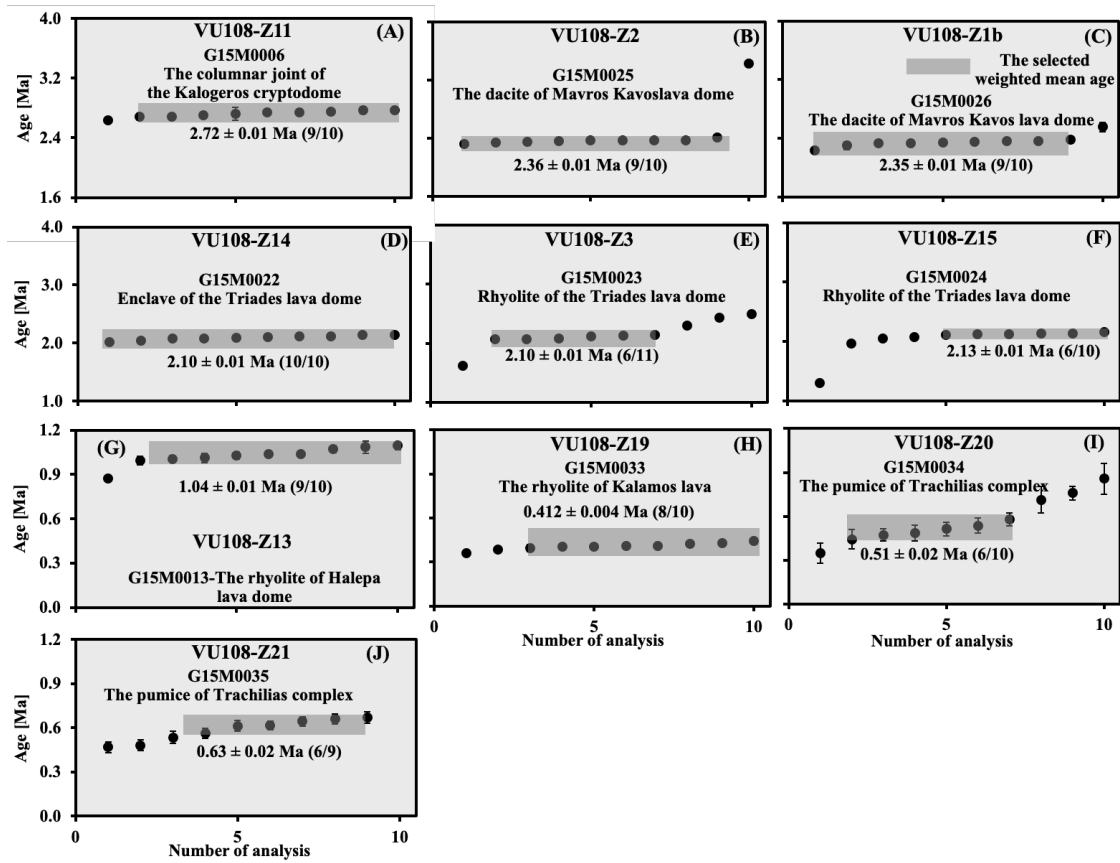 VU108-Z11
(A)
G15M0006
The columnar joint of
the Kalogeros cryptodome
2.72 ± 0.01 Ma (9/10)
Age [Ma]
4.0
3.2
2.4
1.6
VU108-Z2
(B)
G15M0025
The dacite of Mavros Kavoslava dome
2.36 ± 0.01 Ma (9/10)
VU108-Z1b
(C)
The selected
weighted mean age
G15M0026
The dacite of Mavros Kavos lava dome
2.35 ± 0.01 Ma (9/10)
VU108-Z14
(D)
G15M0022
Enclave of the Triades lava dome
2.10 ± 0.01 Ma (10/10)
Age [Ma]
4.0
3.0
2.0
1.0
VU108-Z3
(E)
G15M0023
Rhyolite of the Triades lava dome
2.10 ± 0.01 Ma (6/11)
VU108-Z15
(F)
G15M0024
Rhyolite of the Triades lava dome
2.13 ± 0.01 Ma (6/10)
(G)
1.04 ± 0.01 Ma (9/10)
VU108-Z13
G15M0013-The rhyolite of Halepa
lava dome
Age [Ma]
1.2
0.9
0.6
0.3
0.0
VU108-Z19
(H)
G15M0033
The rhyolite of Kalamos lava
0.412 ± 0.004 Ma (8/10)
0
5
10
Number of analysis
VU108-Z20
(I)
G15M0034
The pumice of Trachilias complex
0.51 ± 0.02 Ma (6/10)
0
5
10
Number of analysis
VU108-Z21
(J)
G15M0035
The pumice of Trachilias complex
0.63 ± 0.02 Ma (6/9)
Age [Ma]
1.2
0.9
0.6
0.3
0.0
0
5
10
Number of analysis